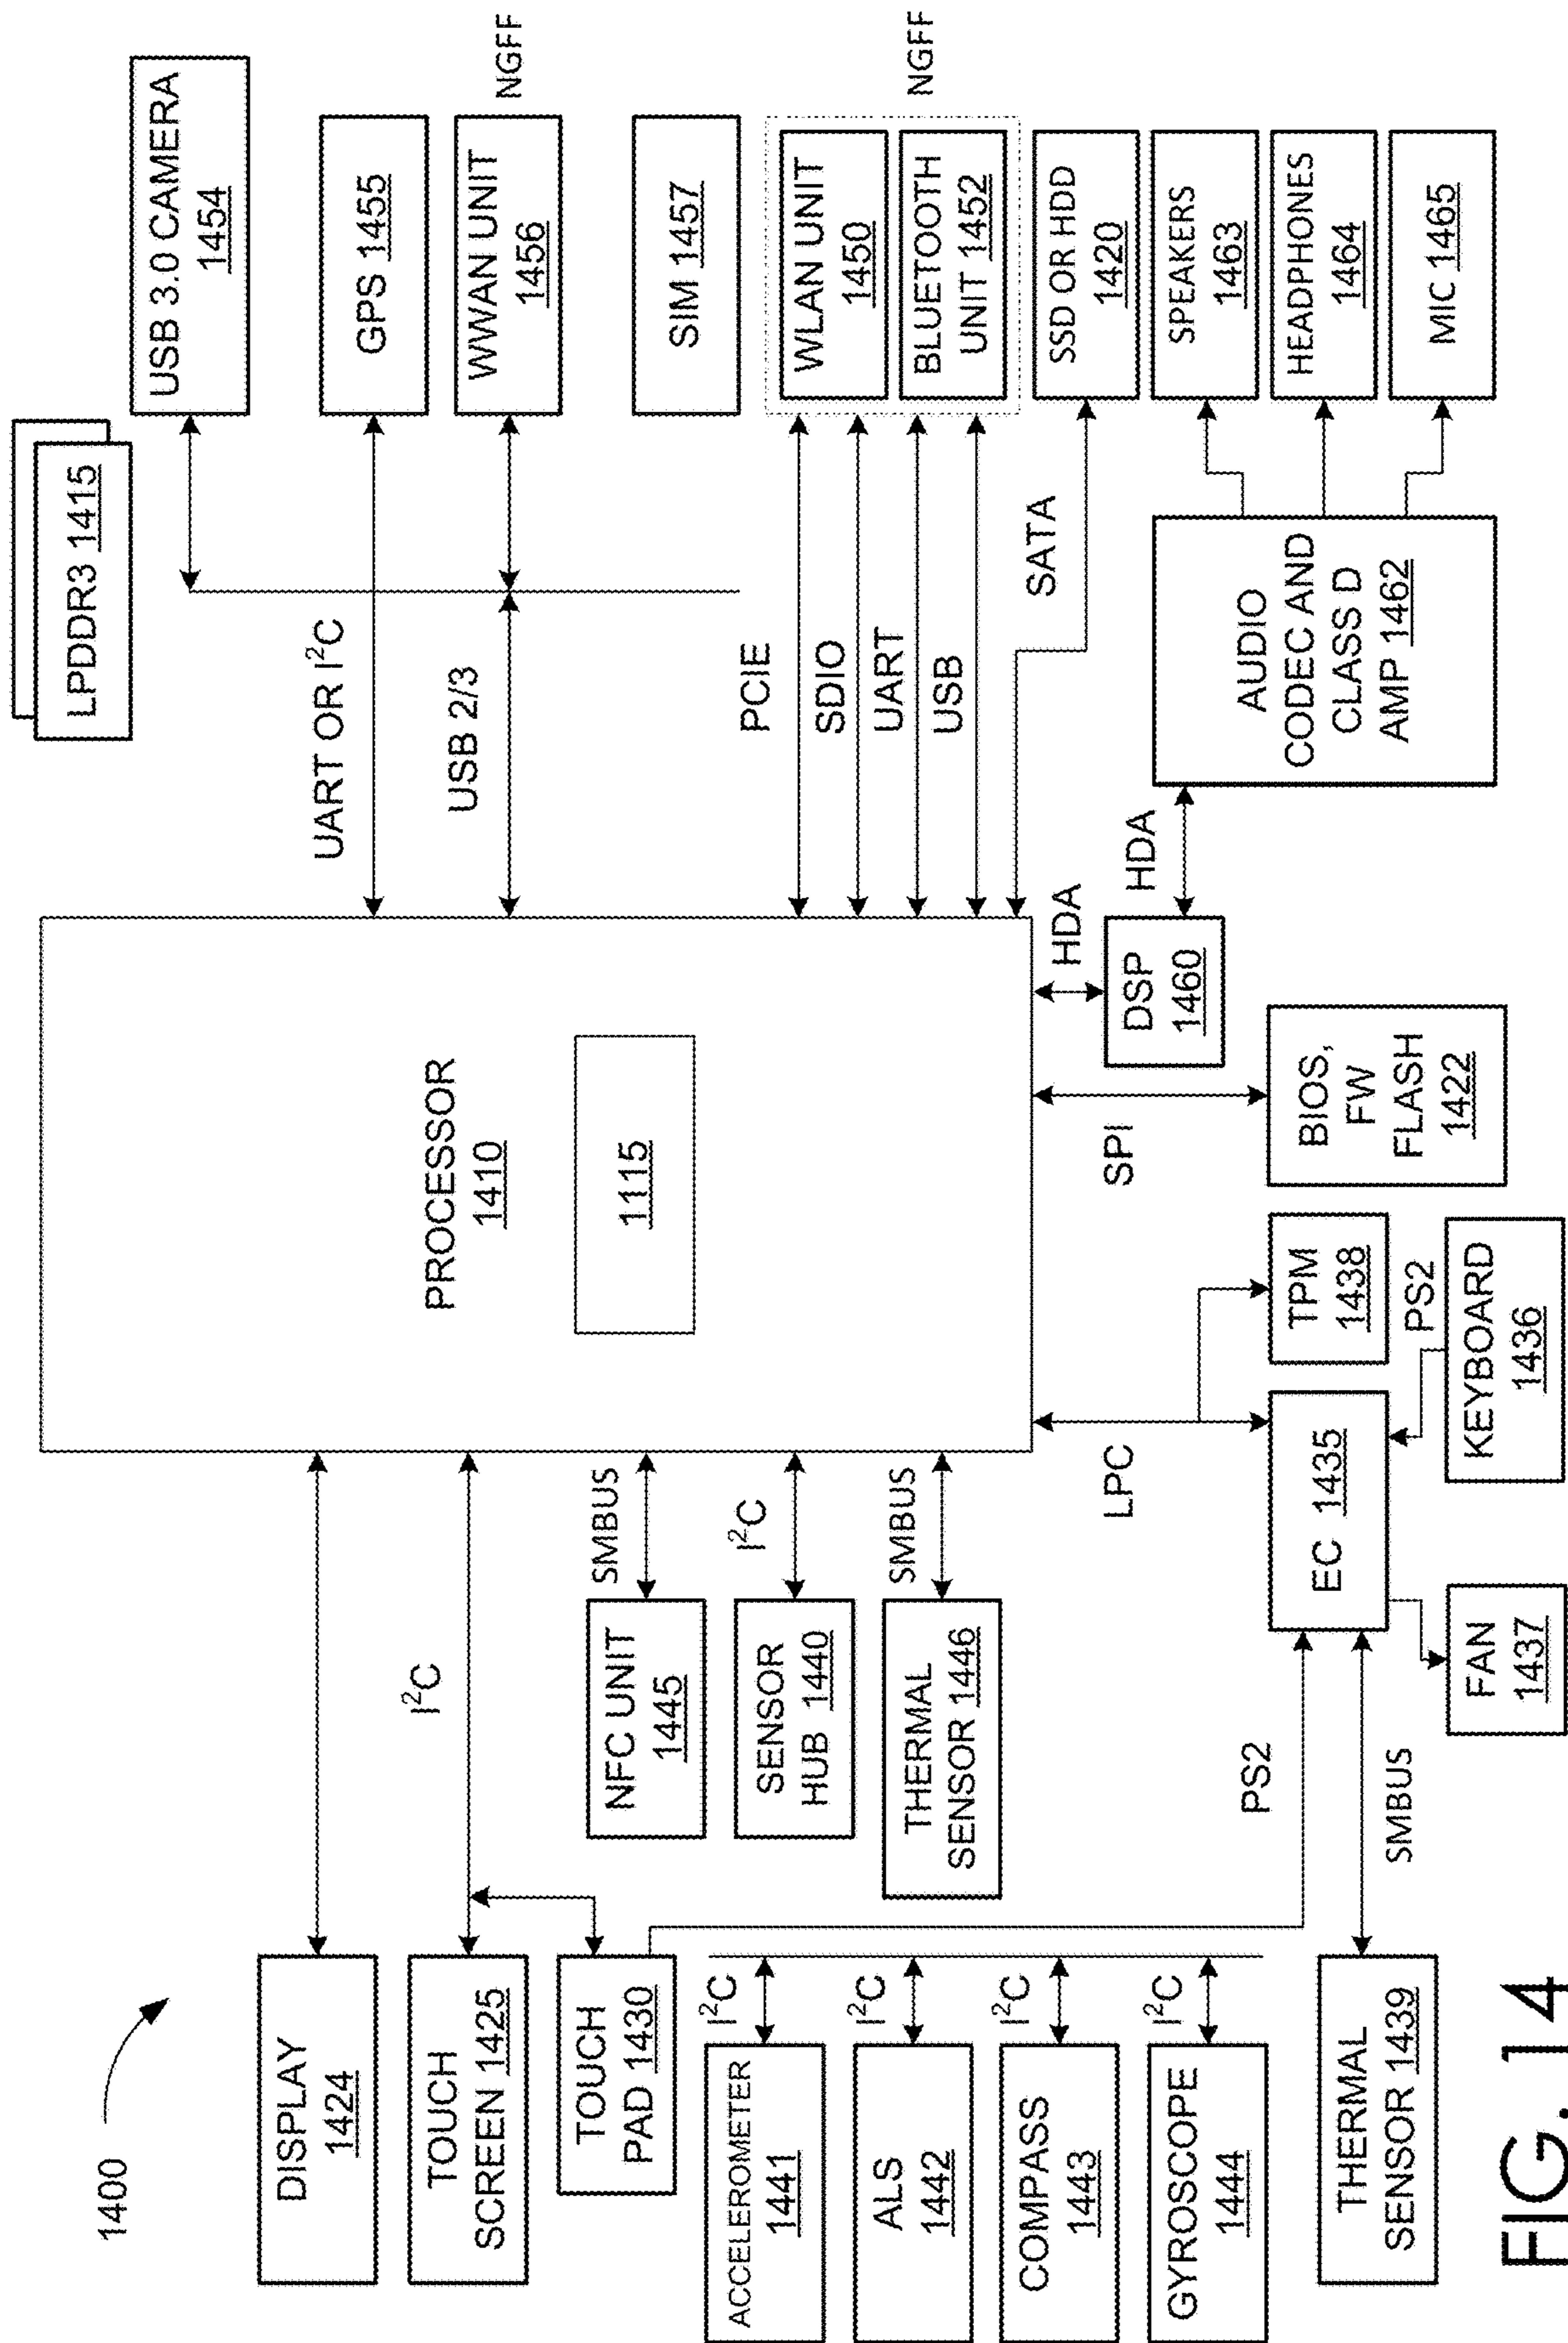 1400
LPDDR3 1415
DISPLAY
1424
TOUCH
SCREEN 1425
I²C
TOUCH
PAD 1430
ACCELEROMETER
1441
I²C
ALS
1442
I²C
COMPASS
1443
I²C
GYROSCOPE
1444
I²C
THERMAL
SENSOR 1439
SMBUS
NFC UNIT
1445
SMBUS
SENSOR
HUB 1440
I²C
THERMAL
SENSOR 1446
SMBUS
PS2
PROCESSOR
1410
1115
LPC
EC 1435
FAN
1437
TPM
1438
PS2
KEYBOARD
1436
SPI
BIOS,
FW
FLASH
1422
HDA
DSP
1460
HDA
AUDIO
CODEC AND
CLASS D
AMP 1462
UART OR I²C
USB 2/3
PCIE
SDIO
UART
USB
SATA
USB 3.0 CAMERA
1454
GPS 1455
WWAN UNIT
1456
NGFF
SIM 1457
WLAN UNIT
1450
BLUETOOTH
UNIT 1452
NGFF
SSD OR HDD
1420
SPEAKERS
1463
HEADPHONES
1464
MIC 1465
FIG. 14